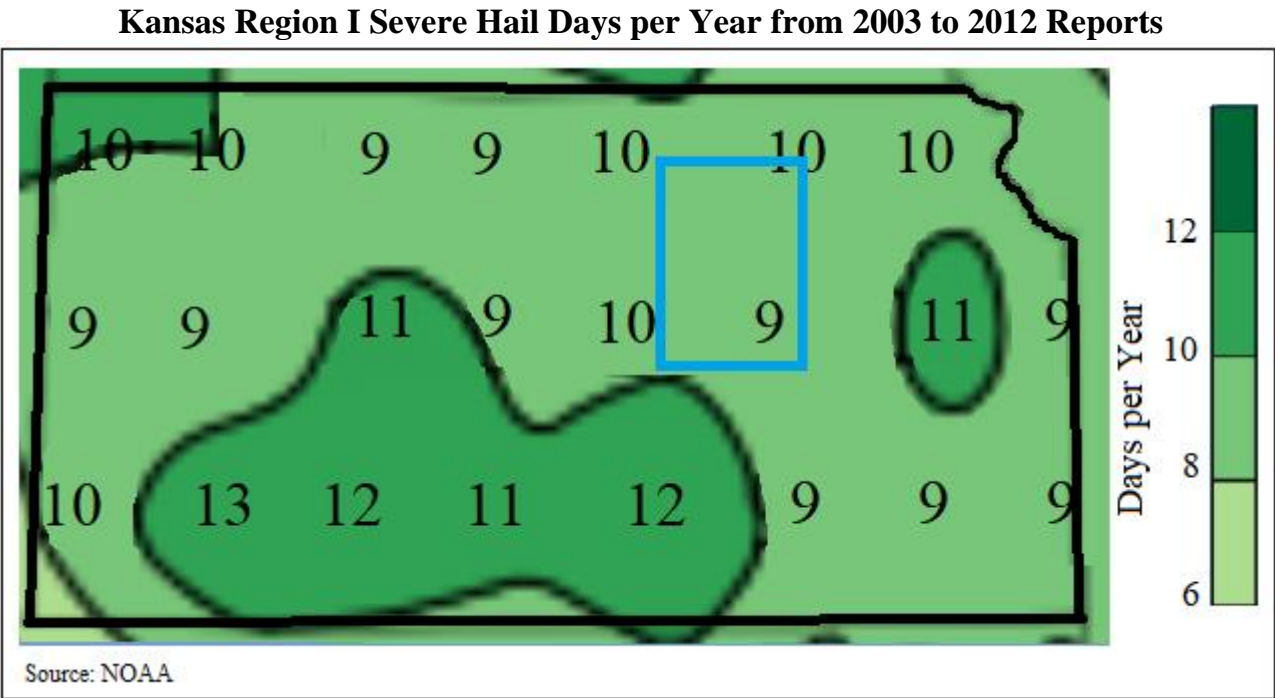 Kansas Region I Severe Hail Days per Year from 2003 to 2012 Reports
10 10 9 9 10 10 10
9 9 11 9 10 9 11 9
10 13 12 11 12 9 9 9
12
10
8
6
Days per Year
Source: NOAA